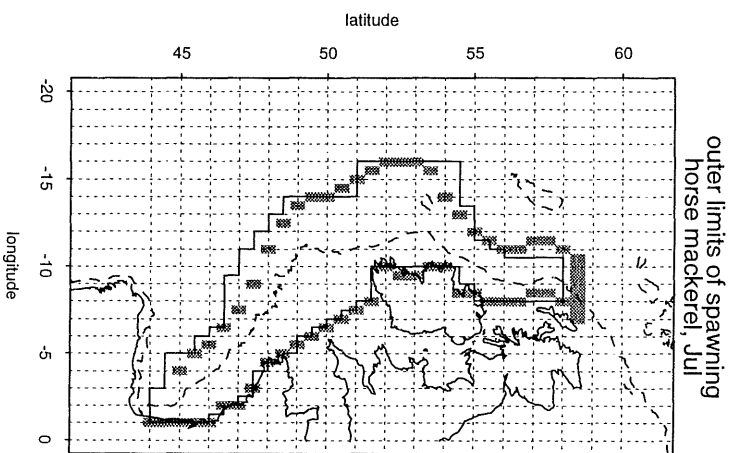 latitude
45 50 55 60
-20
-15
-10
-5
0
longitude
outer limits of spawning
horse mackerel, Jul